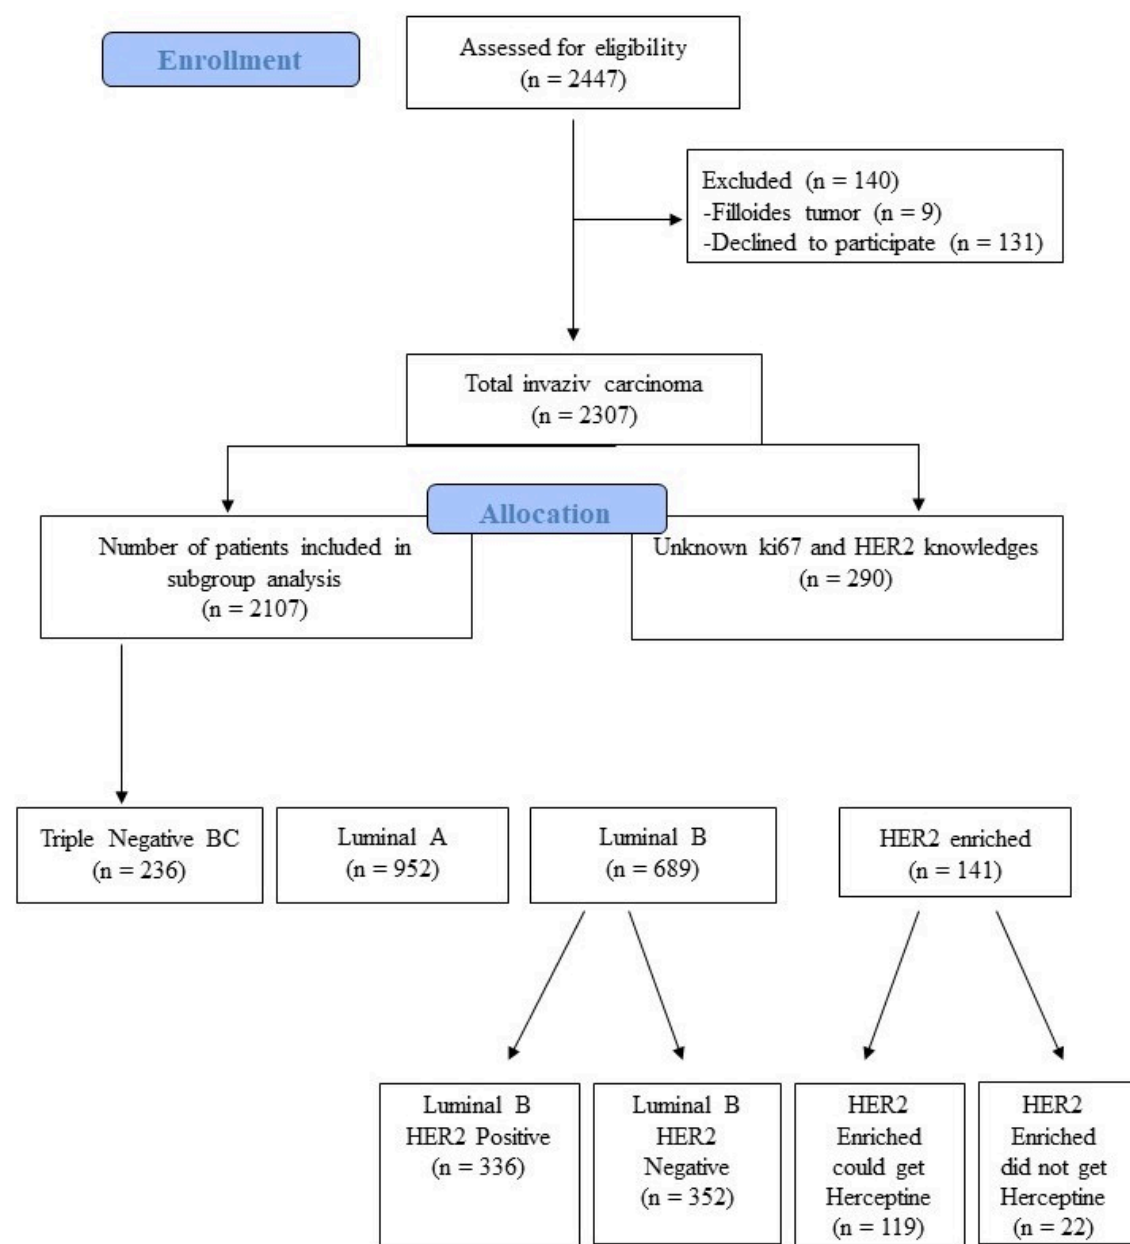 Enrollment
Assessed for eligibility
(n = 2447)
Excluded (n = 140)
-Filloides tumor (n = 9)
-Declined to participate (n = 131)
Total invaziv carcinoma
(n = 2307)
Allocation
Number of patients included in
subgroup analysis
(n = 2107)
Unknown ki67 and HER2 knowledges
(n = 290)
Triple Negative BC
(n = 236)
Luminal A
(n = 952)
Luminal B
(n = 689)
HER2 enriched
(n = 141)
Luminal B
HER2 Positive
(n = 336)
Luminal B
HER2
Negative
(n = 352)
HER2
Enriched
could get
Herceptine
(n = 119)
HER2
Enriched
did not get
Herceptine
(n = 22)